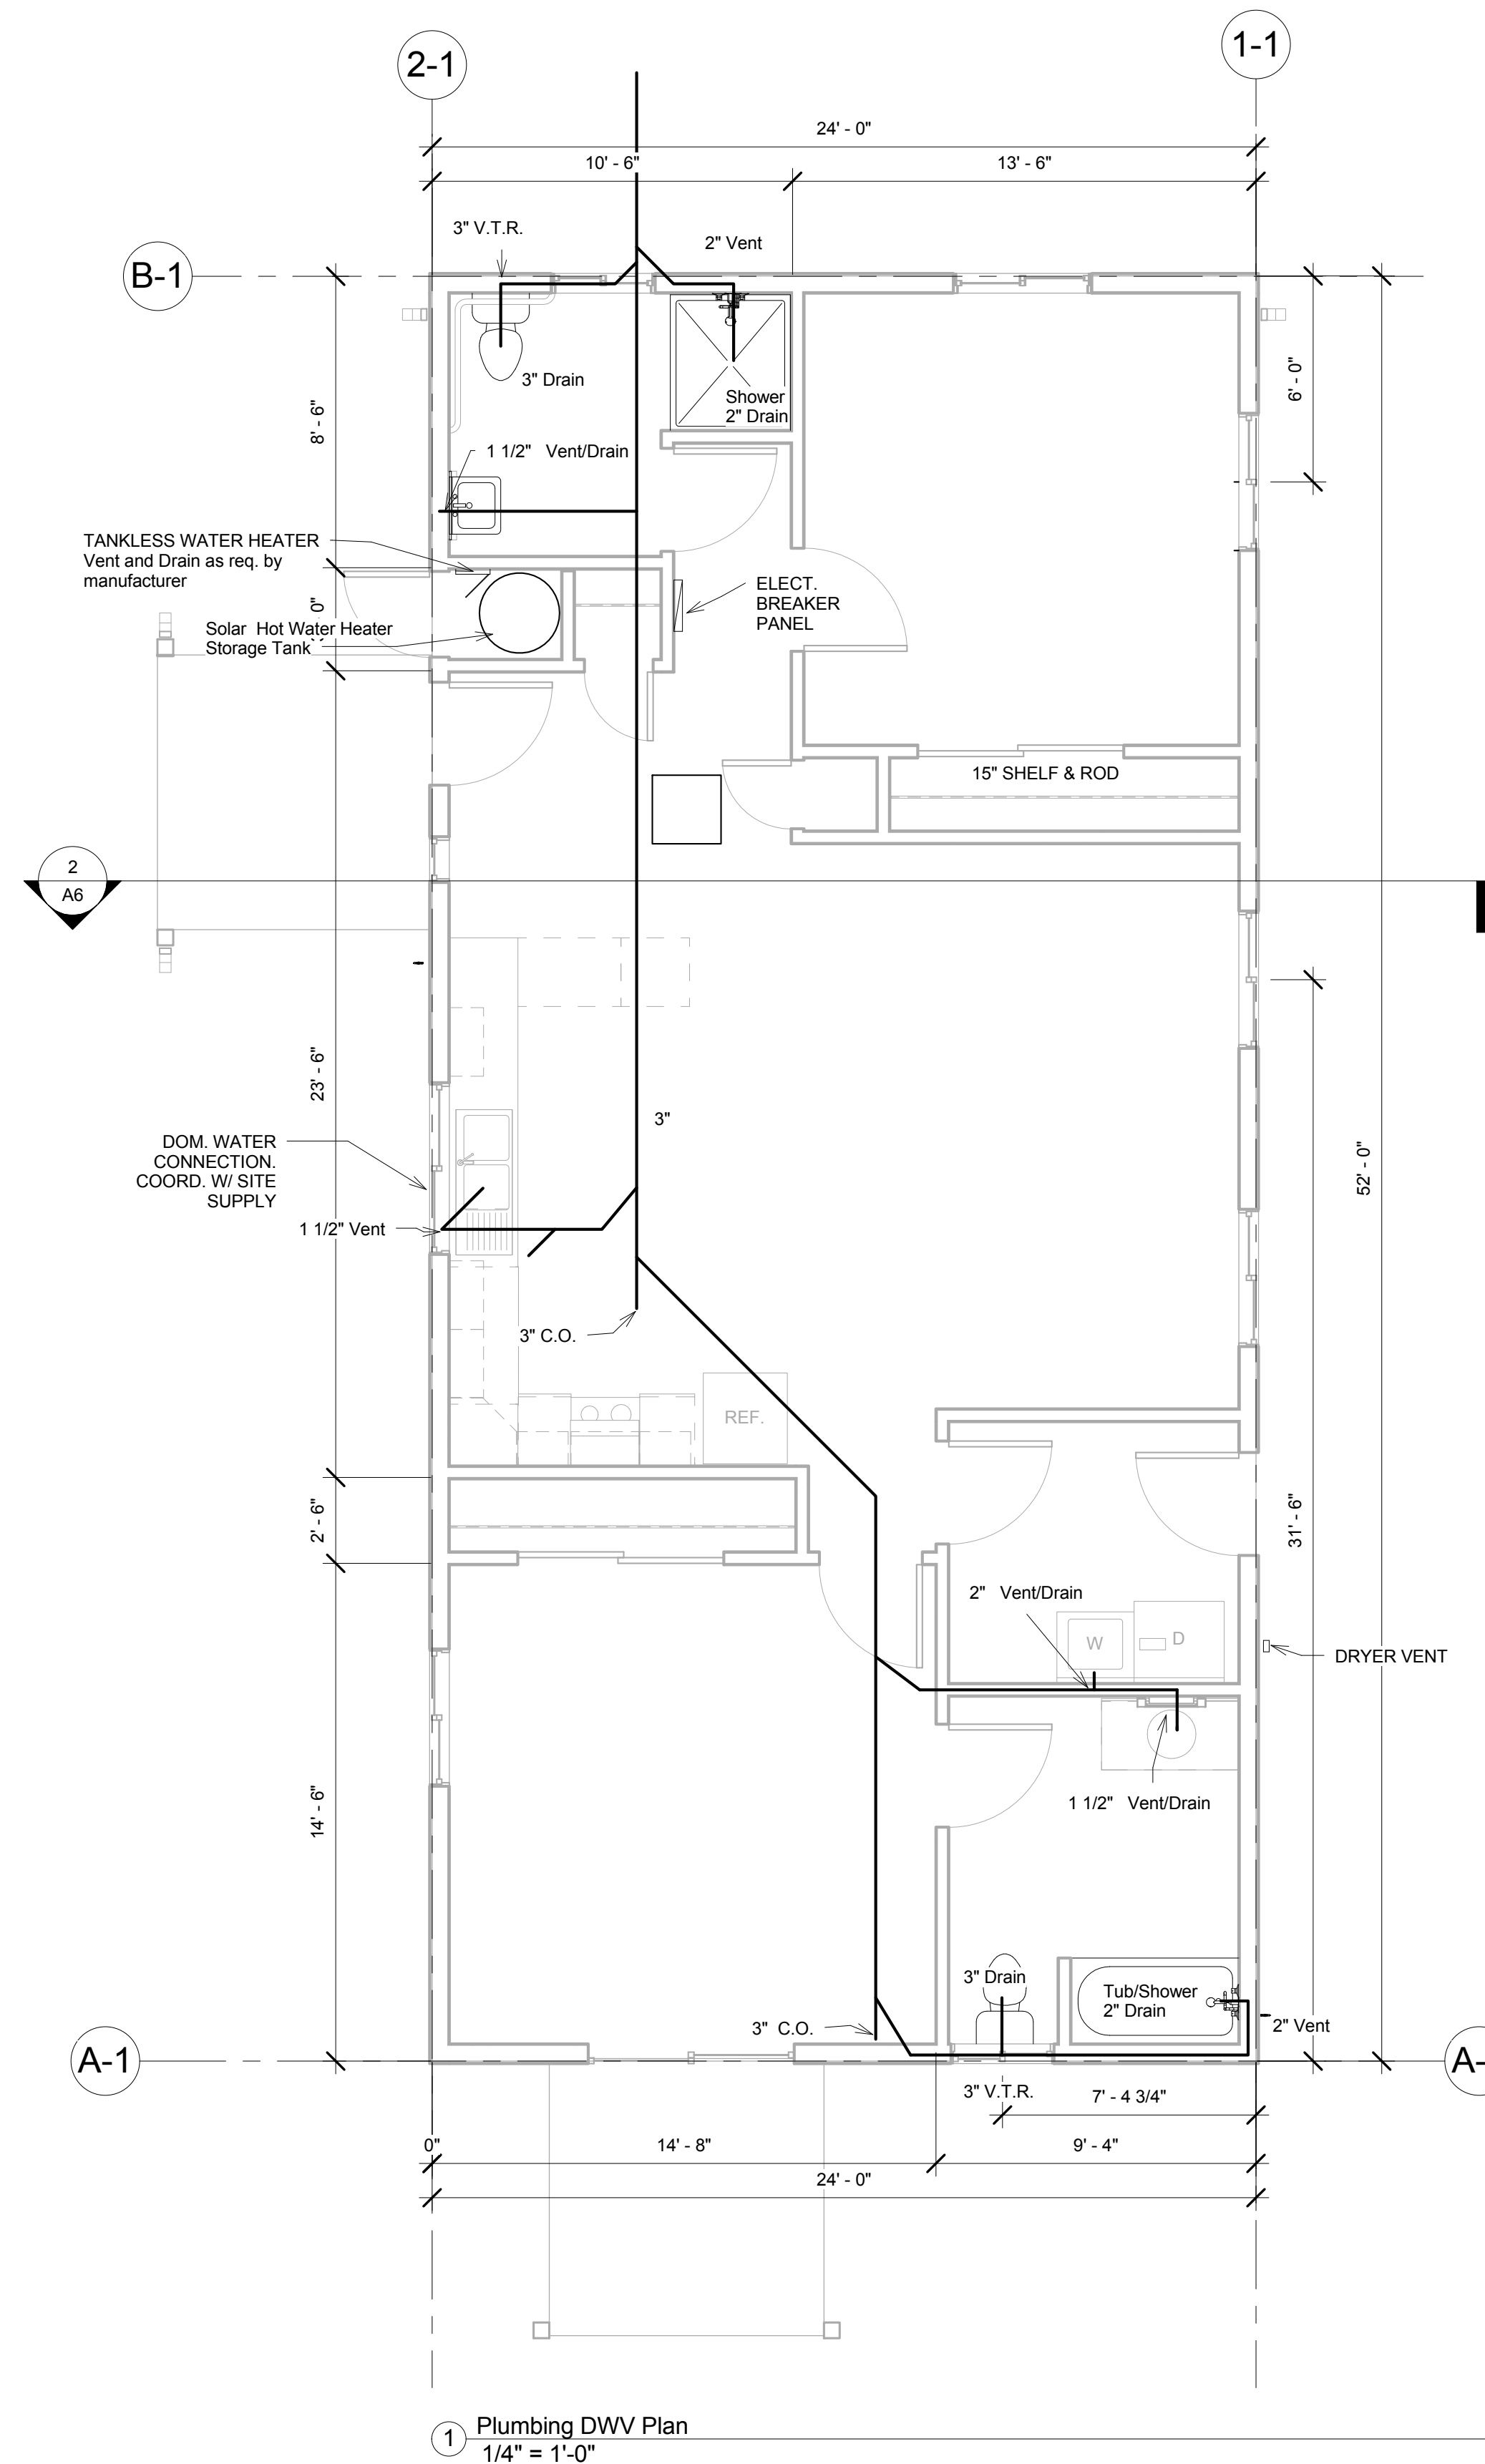 2-1
1-1
24' - 0"
10' - 6"
13' - 6"
3" V.T.R.
2" Vent
B-1
8' - 6"
6' - 0"
3" Drain
Shower
2" Drain
1 1/2" Vent/Drain
TANKLESS WATER HEATER
Vent and Drain as req. by
manufacturer
0"
Solar Hot Water Heater
Storage Tank
ELECT.
BREAKER
PANEL
15" SHELF & ROD
2
A6
23' - 6"
3"
52' - 0"
DOM. WATER
CONNECTION.
COORD. W/ SITE
SUPPLY
1 1/2" Vent
3" C.O.
REF.
2' - 6"
31' - 6"
2" Vent/Drain
W
D
DRYER VENT
14' - 6"
1 1/2" Vent/Drain
3" Drain
Tub/Shower
2" Drain
3" C.O.
2" Vent
A-1
A-
3" V.T.R.
7' - 4 3/4"
0"
14' - 8"
9' - 4"
24' - 0"
1
Plumbing DWV Plan
1/4" = 1'-0"